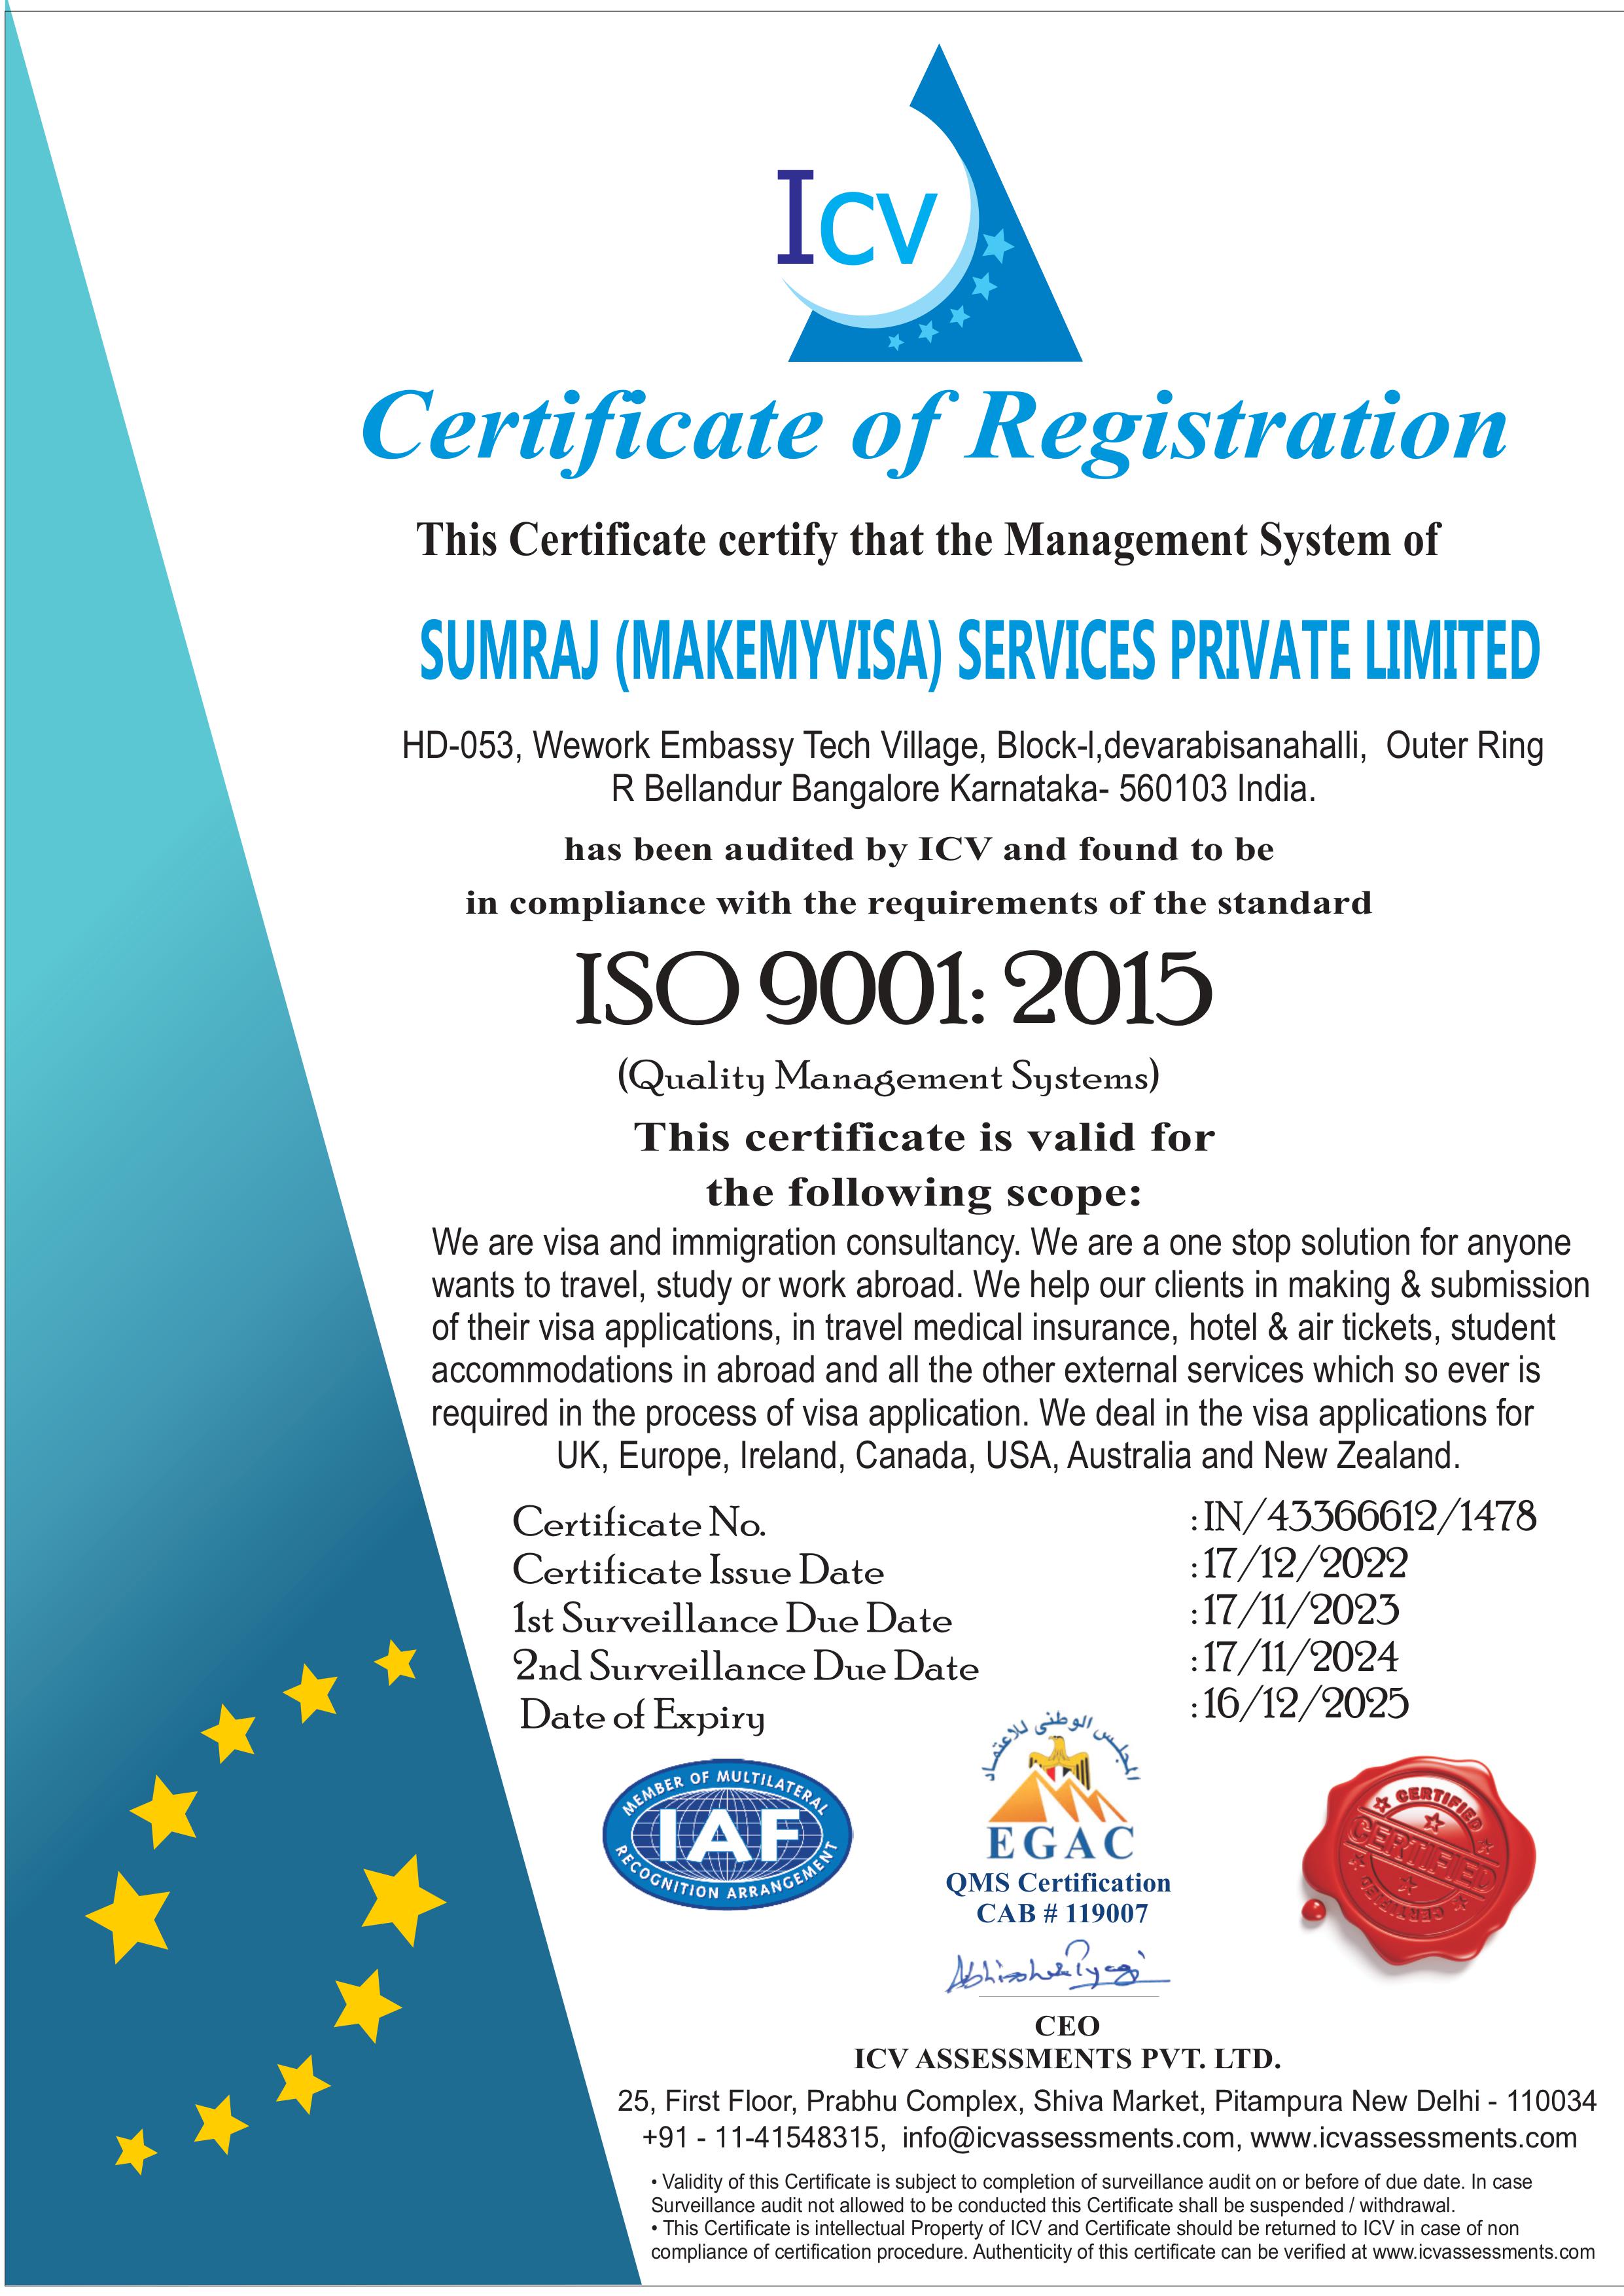 ICV
Certificate of Registration
This Certificate certify that the Management System of
SUMRAJ (MAKEMYVISA) SERVICES PRIVATE LIMITED
HD-053, Wework Embassy Tech Village, Block-l,devarabisanahalli, Outer Ring
R Bellandur Bangalore Karnataka- 560103 India.
has been audited by ICV and found to be
in compliance with the requirements of the standard
ISO 9001: 2015
(Quality Management Systems)
This certificate is valid for
the following scope:
We are visa and immigration consultancy. We are a one stop solution for anyone
wants to travel, study or work abroad. We help our clients in making & submission
of their visa applications, in travel medical insurance, hotel & air tickets, student
accommodations in abroad and all the other external services which so ever is
required in the process of visa application. We deal in the visa applications for
UK, Europe, Ireland, Canada, USA, Australia and New Zealand.
Certificate No. : IN/43366612/1478
Certificate Issue Date : 17/12/2022
1st Surveillance Due Date : 17/11/2023
2nd Surveillance Due Date : 17/11/2024
Date of Expiry : 16/12/2025
MEMBER OF MULTILATERAL
IAF
RECOGNITION ARRANGEMENT
المجلس الوطنى للاعتماد
EGAC
QMS Certification
CAB # 119007
CERTIFIED
CERTIFIED
CERTIFIED
Abhishek Tyagi
CEO
ICV ASSESSMENTS PVT. LTD.
25, First Floor, Prabhu Complex, Shiva Market, Pitampura New Delhi - 110034
+91 - 11-41548315, info@icvassessments.com, www.icvassessments.com
• Validity of this Certificate is subject to completion of surveillance audit on or before of due date. In case
Surveillance audit not allowed to be conducted this Certificate shall be suspended / withdrawal.
• This Certificate is intellectual Property of ICV and Certificate should be returned to ICV in case of non
compliance of certification procedure. Authenticity of this certificate can be verified at www.icvassessments.com